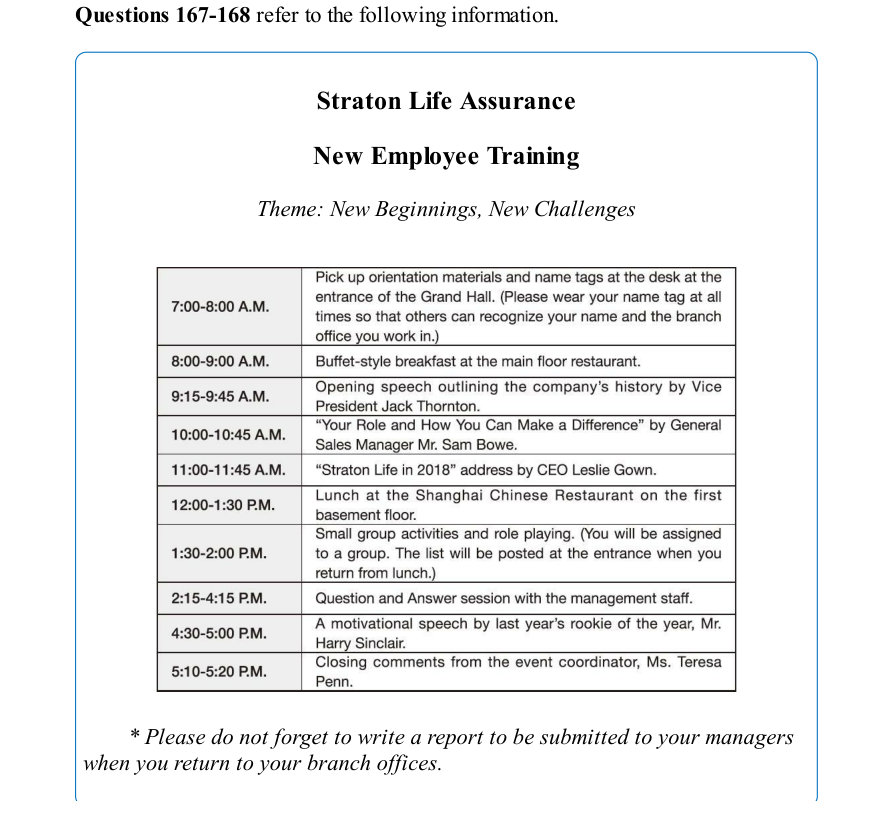 Questions 167-168 refer to the following information.
Straton Life Assurance
New Employee Training
Theme: New Beginnings, New Challenges
7:00-8:00 A.M.
Pick up orientation materials and name tags at the desk at the
entrance of the Grand Hall. (Please wear your name tag at all
times so that others can recognize your name and the branch
office you work in.)
8:00-9:00 A.M.
Buffet-style breakfast at the main floor restaurant.
9:15-9:45 A.M.
Opening speech outlining the company's history by Vice
President Jack Thornton.
10:00-10:45 A.M.
“Your Role and How You Can Make a Difference” by General
Sales Manager Mr. Sam Bowe.
11:00-11:45 A.M.
“Straton Life in 2018” address by CEO Leslie Gown.
12:00-1:30 P.M.
Lunch at the Shanghai Chinese Restaurant on the first
basement floor.
1:30-2:00 P.M.
Small group activities and role playing. (You will be assigned
to a group. The list will be posted at the entrance when you
return from lunch.)
2:15-4:15 P.M.
Question and Answer session with the management staff.
4:30-5:00 P.M.
A motivational speech by last year's rookie of the year, Mr.
Harry Sinclair.
5:10-5:20 P.M.
Closing comments from the event coordinator, Ms. Teresa
Penn.
* Please do not forget to write a report to be submitted to your managers
when you return to your branch offices.